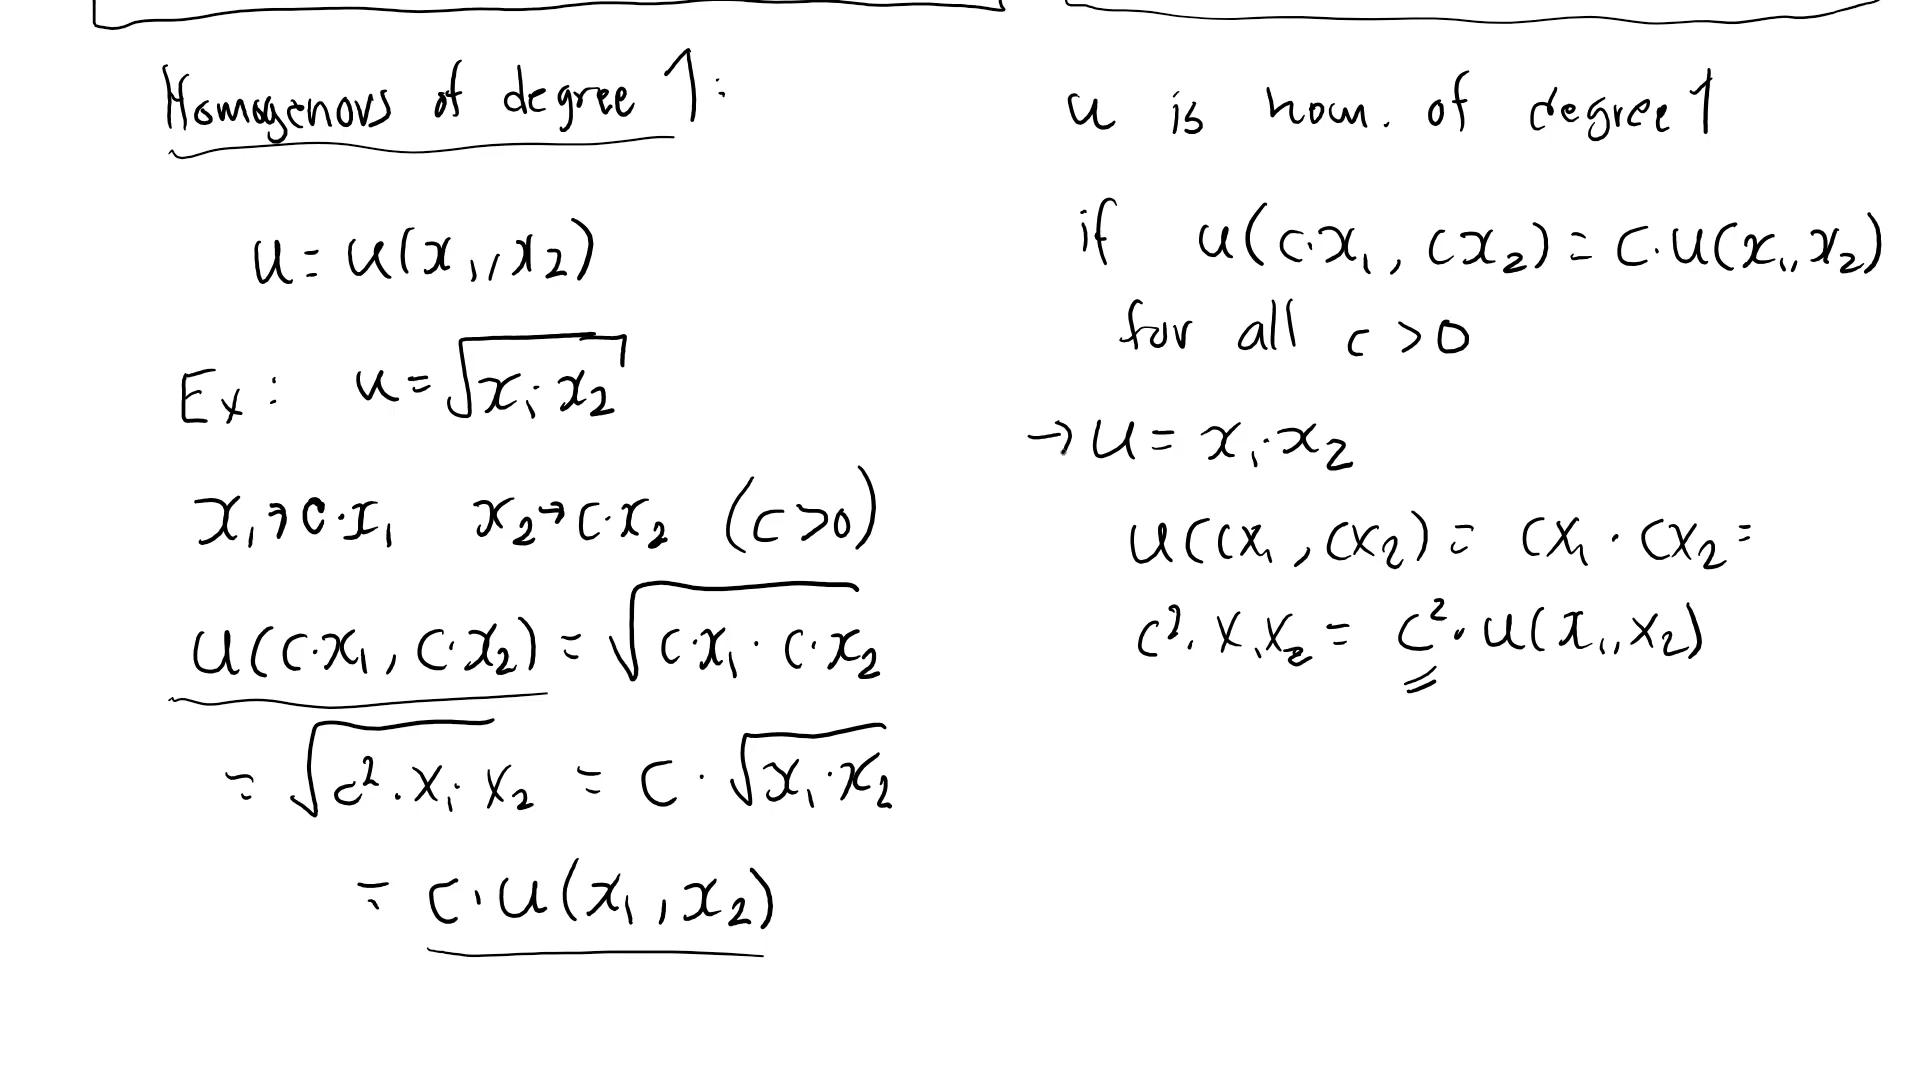 Homogenous of degree 1:
u = u(x₁, x₂)
Ex: u = √(x₁·x₂)
x₁→c·x₁ x₂→c·x₂ (c>0)
u(c·x₁, c·x₂) = √(c·x₁·c·x₂)
= √(c²·x₁·x₂) = c·√(x₁·x₂)
= c·u(x₁, x₂)
u is hom. of degree 1
if u(c·x₁, cx₂) = c·u(x₁, x₂)
for all c >0
→ u = x₁·x₂
u(cx₁, cx₂) = cx₁ · cx₂ =
c²·x₁x₂ = c²·u(x₁, x₂)